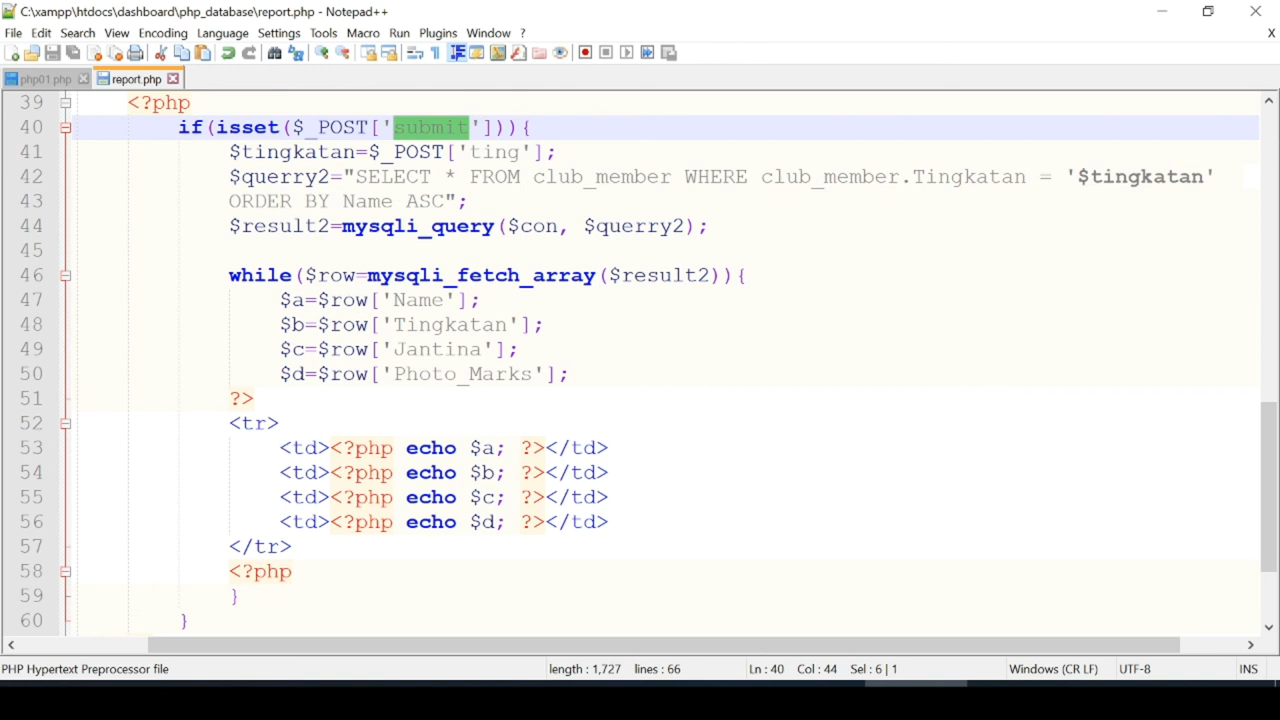 C:\xampp\htdocs\dashboard\php_database\report.php - Notepad++
File Edit Search View Encoding Language Settings Tools Macro Run Plugins Window ? X
php01.php report.php
39 <?php
40 if(isset($_POST['submit'])){
41 $tingkatan=$_POST['ting'];
42 $querry2="SELECT * FROM club_member WHERE club_member.Tingkatan = '$tingkatan'
43 ORDER BY Name ASC";
44 $result2=mysqli_query($con, $querry2);
45
46 while($row=mysqli_fetch_array($result2)){
47 $a=$row['Name'];
48 $b=$row['Tingkatan'];
49 $c=$row['Jantina'];
50 $d=$row['Photo_Marks'];
51 ?>
52 <tr>
53 <td><?php echo $a; ?></td>
54 <td><?php echo $b; ?></td>
55 <td><?php echo $c; ?></td>
56 <td><?php echo $d; ?></td>
57 </tr>
58 <?php
59 }
60 }
PHP Hypertext Preprocessor file length : 1,727 lines : 66 Ln : 40 Col : 44 Sel : 6 | 1 Windows (CR LF) UTF-8 INS